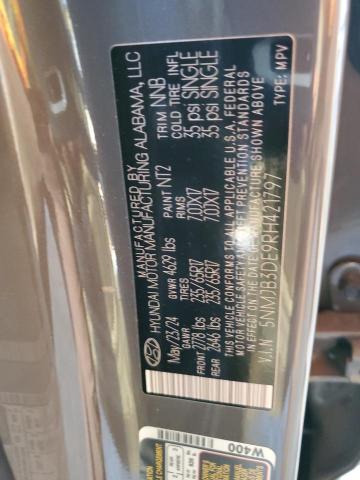 MANUFACTURED BY
HYUNDAI MOTOR MANUFACTURING ALABAMA, LLC
May/23/24 GVWR 4629 lbs PAINT NT2 TRIM NNB
GAWR RIMS COLD TIRE INFL
FRONT 2778 lbs 235/65R17 7.0JX17 35 psi SINGLE
REAR 2646 lbs 235/65R17 7.0JX17 35 psi SINGLE
THIS VEHICLE CONFORMS TO ALL APPLICABLE U.S.A. FEDERAL
MOTOR VEHICLE SAFETY, BUMPER, AND THEFT PREVENTION STANDARDS
IN EFFECT ON THE DATE OF MANUFACTURE SHOWN ABOVE
V.I.N 5NMJB3DE9RH421797 TYPE: MPV
W400